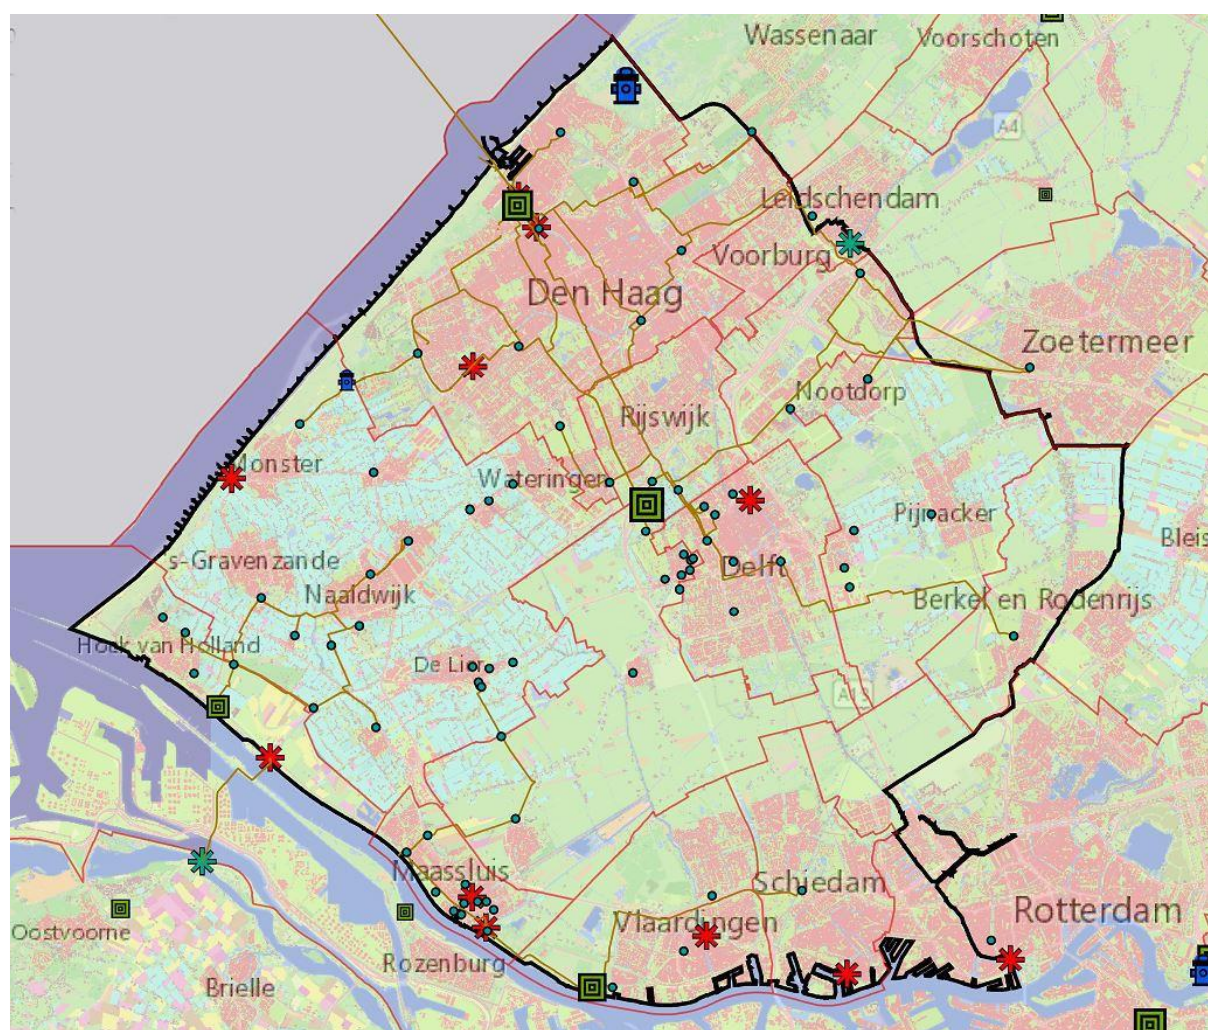 Wassenaar
Voorschoten
A4
Leidschendam
Voorburg
Den Haag
Zoetermeer
Nootdorp
Rijswijk
Monster
Wateringen
Pijnacker
Bleis
s-Gravenzande
Delft
Naaldwijk
Berkel en Rodenrijs
Hoek van Holland
De Lier
Maassluis
Schiedam
Rotterdam
Vlaardingen
Oostvoorne
Rozenburg
Brielle